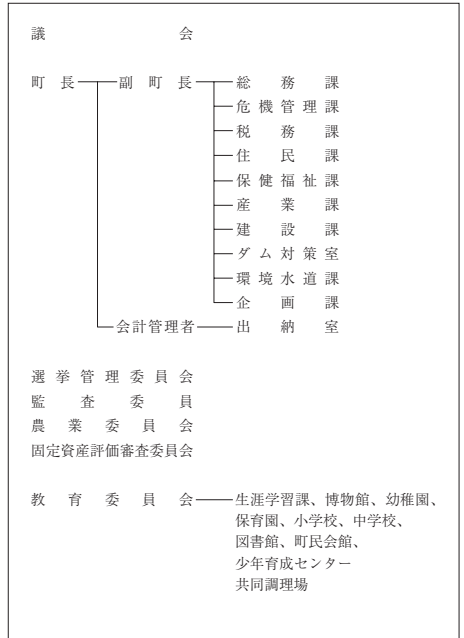 議会
町長 副町長 総務課
危機管理課
税務課
住民課
保健福祉課
産業課
建設課
ダム対策室
環境水道課
企画課
会計管理者 出納室
選挙管理委員会
監査委員
農業委員会
固定資産評価審査委員会
教育委員会 生涯学習課、博物館、幼稚園、
保育園、小学校、中学校、
図書館、町民会館、
少年育成センター
共同調理場